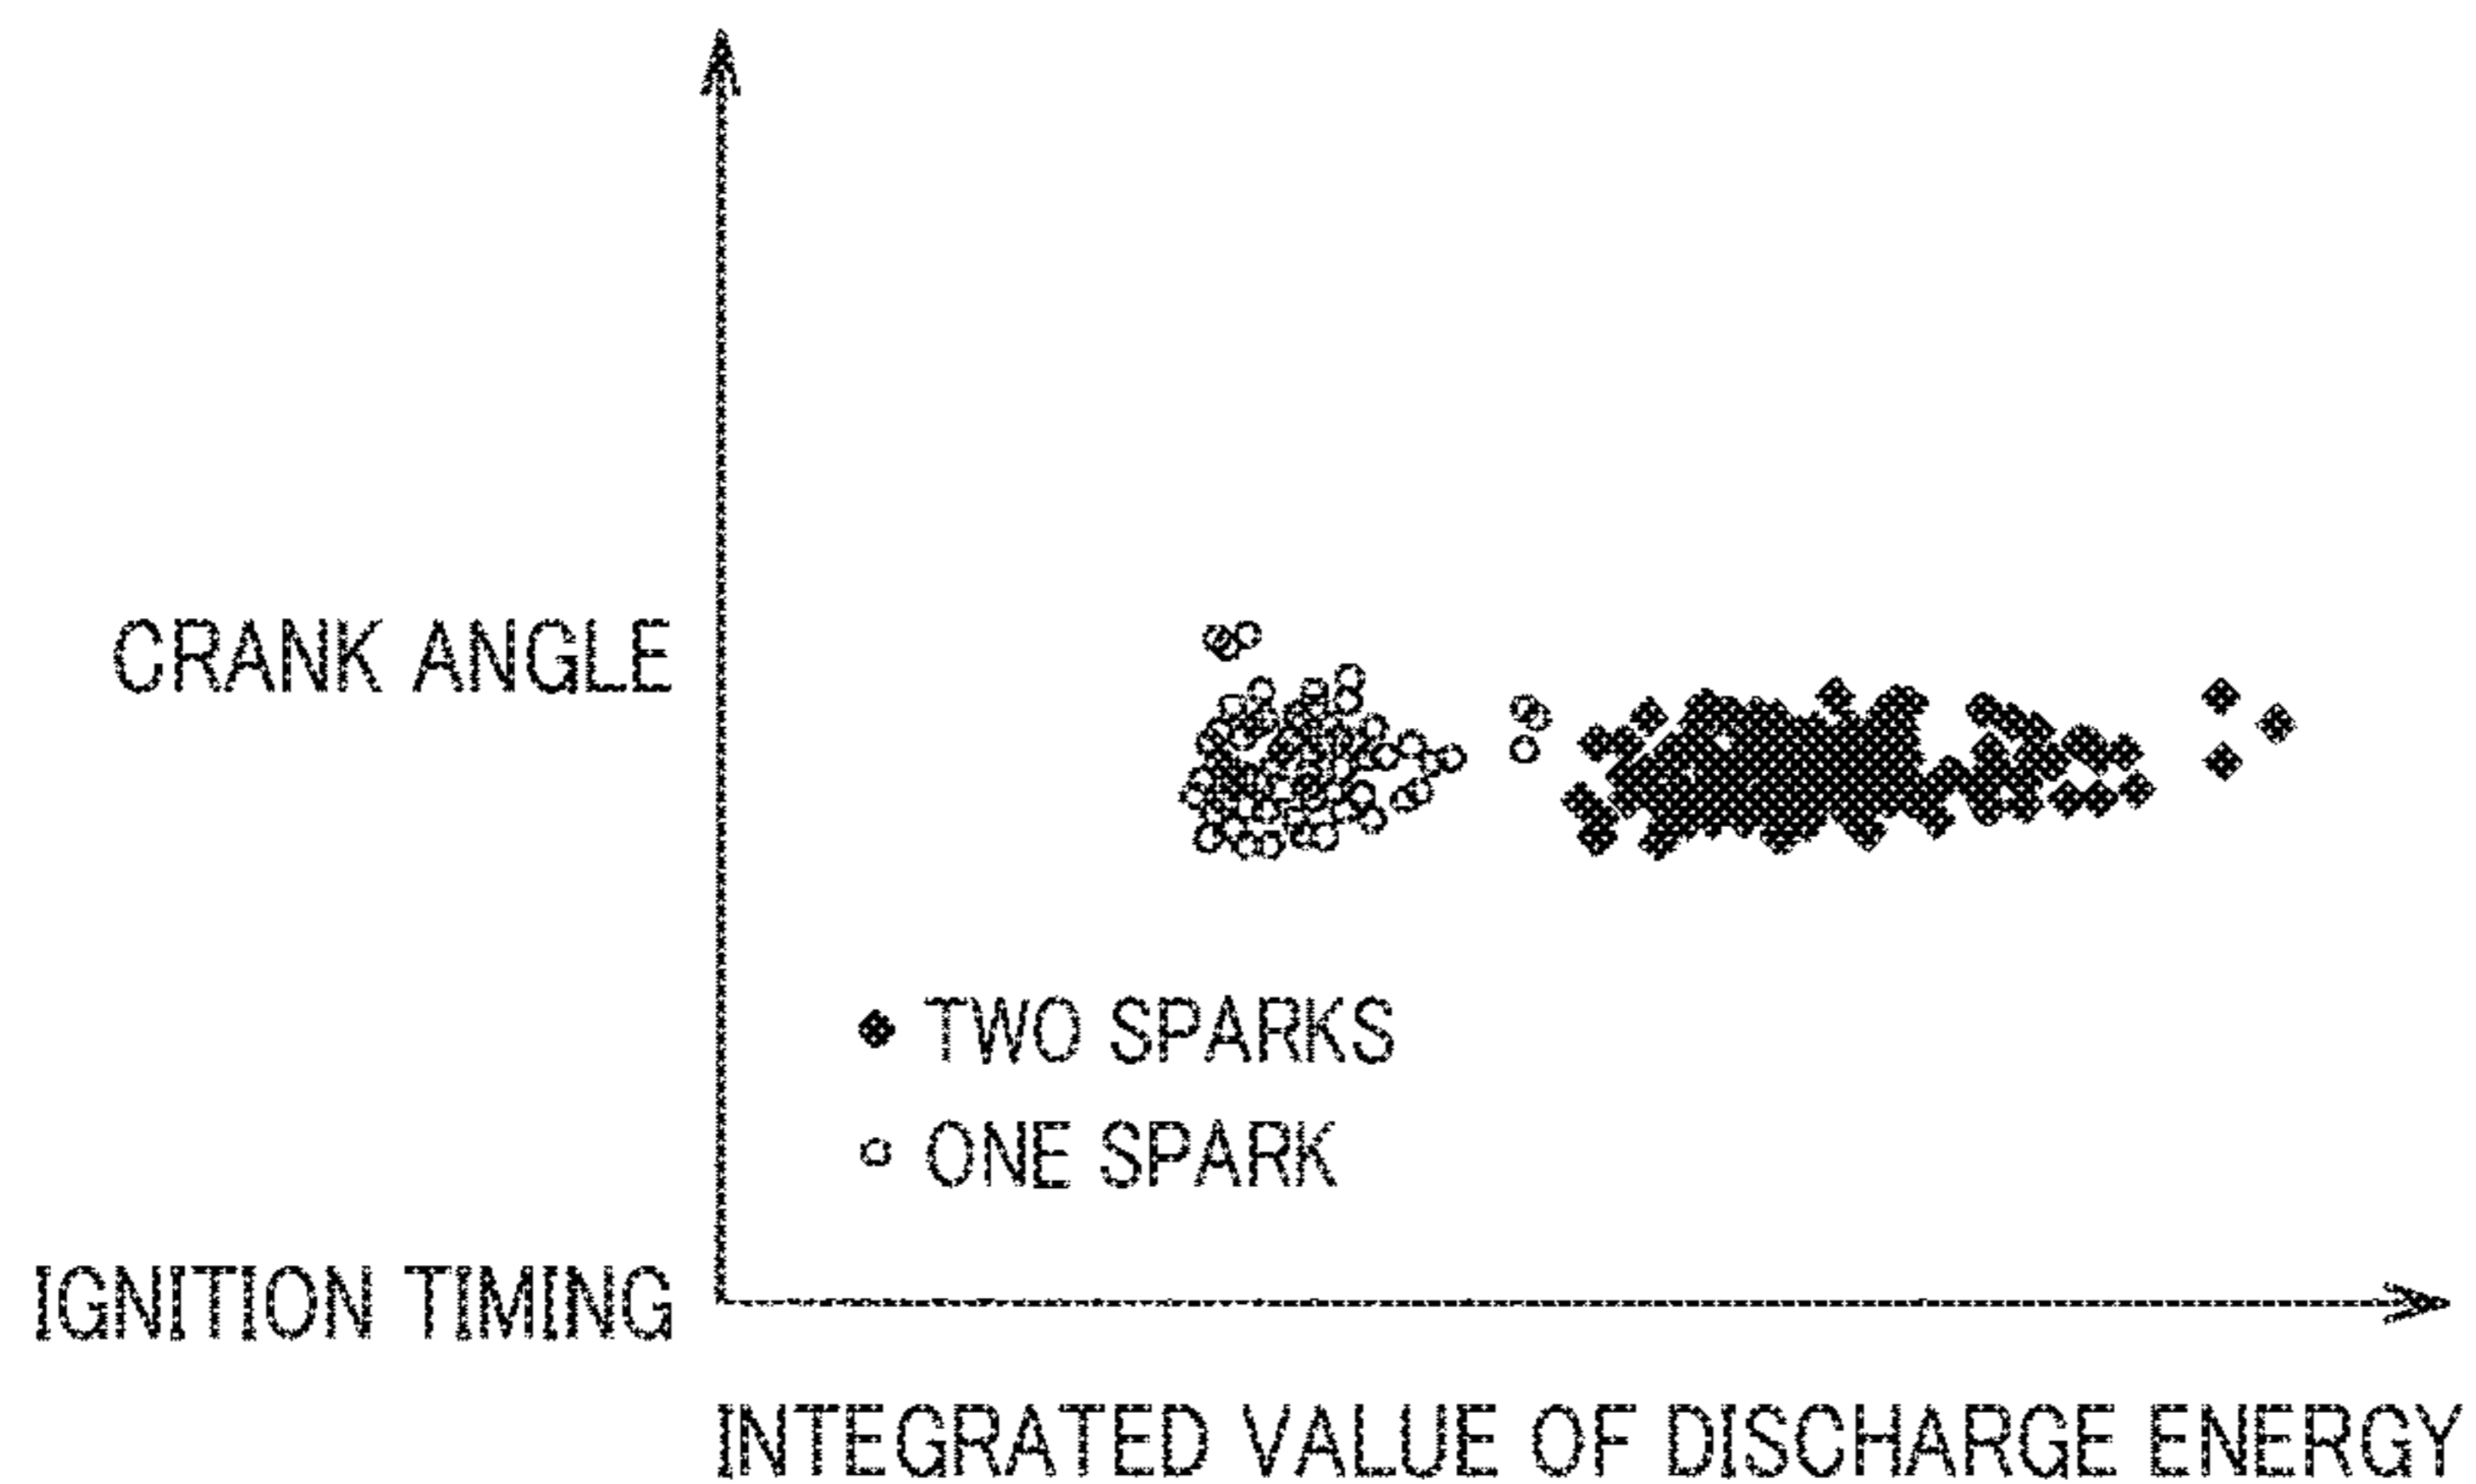 CRANK ANGLE
TWO SPARKS
ONE SPARK
IGNITION TIMING
INTEGRATED VALUE OF DISCHARGE ENERGY